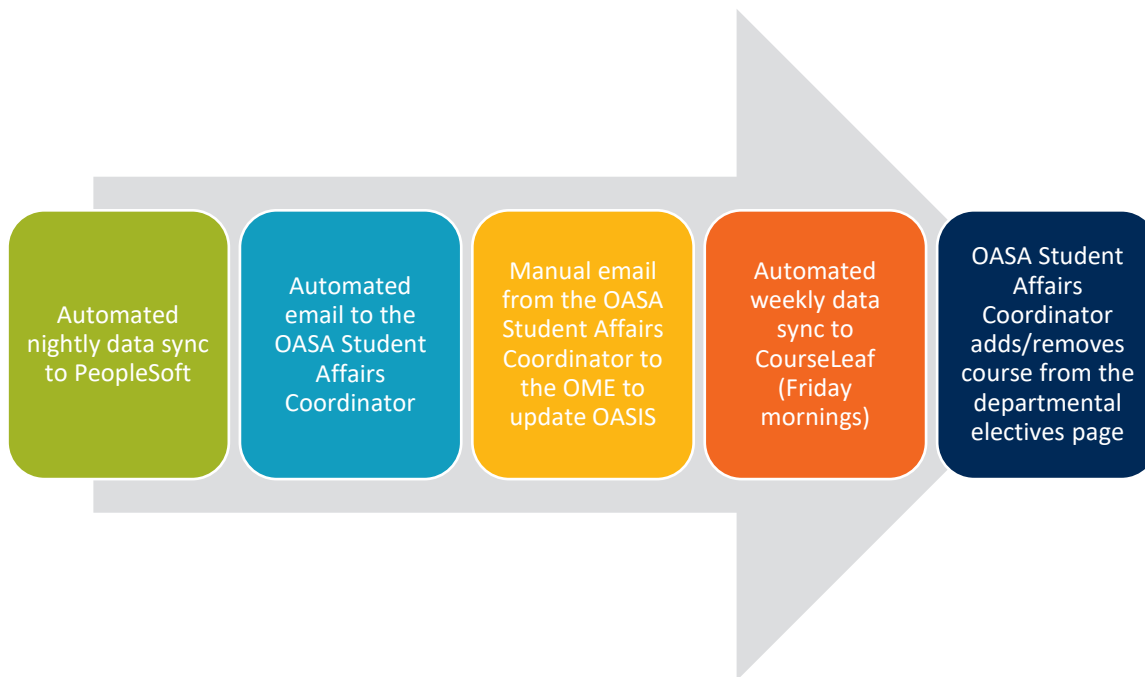 Automated
nightly data sync
to PeopleSoft
Automated
email to the
OASA Student
Affairs
Coordinator
Manual email
from the OASA
Student Affairs
Coordinator to
the OME to
update OASIS
Automated
weekly data
sync to
CourseLeaf
(Friday
mornings)
OASA Student
Affairs
Coordinator
adds/removes
course from the
departmental
electives page